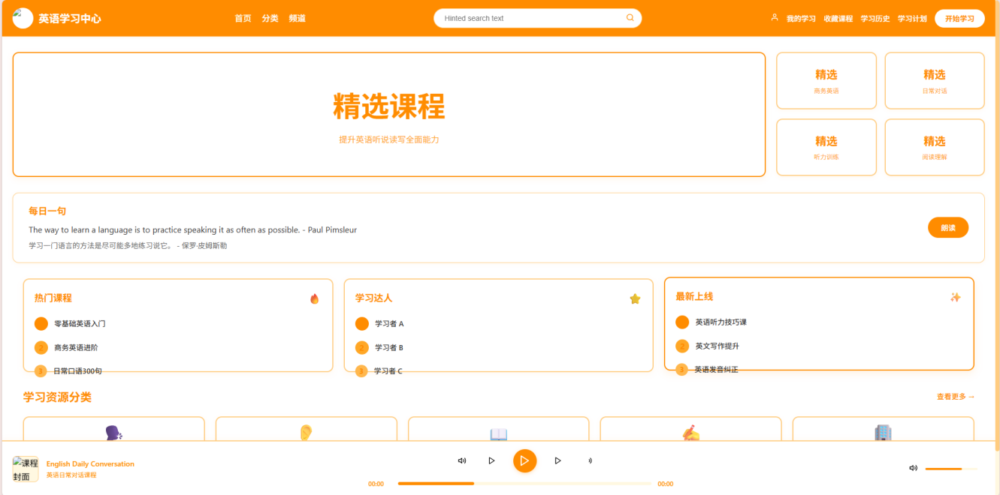 英语学习中心
首页 分类 频道
Hinted search text
我的学习 收藏课程 学习历史 学习计划 开始学习
精选课程
提升英语听说读写全面能力
精选
商务英语
精选
日常对话
精选
听力训练
精选
阅读理解
每日一句
The way to learn a language is to practice speaking it as often as possible. - Paul Pimsleur
学习一门语言的方法是尽可能多地练习说它。 - 保罗·皮姆斯勒
朗读
热门课程
零基础英语入门
2 商务英语进阶
3 日常口语300句
学习达人
学习者 A
2 学习者 B
3 学习者 C
最新上线
英语听力技巧课
2 英文写作提升
3 英语发音纠正
学习资源分类
查看更多 →
课程
封面
English Daily Conversation
英语日常对话课程
00:00
00:00